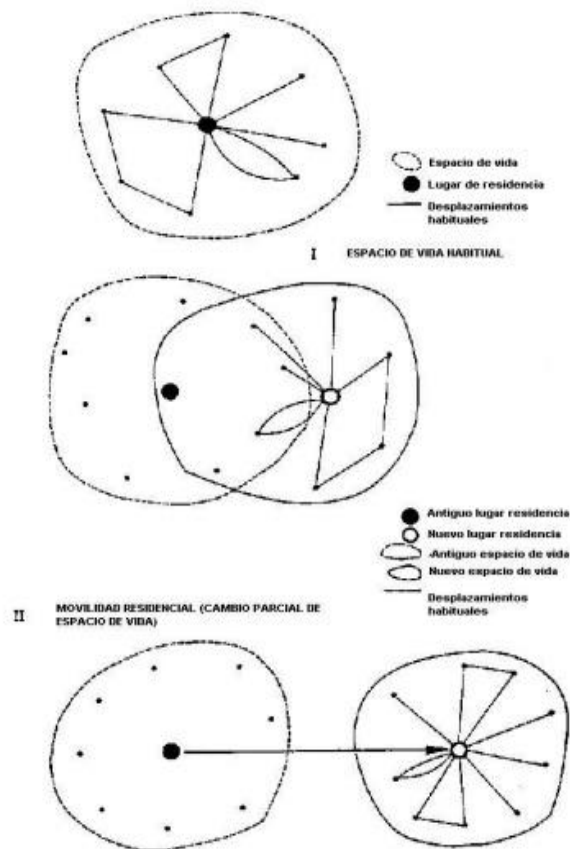 Espacio de vida
Lugar de residencia
Desplazamientos
habituales
I ESPACIO DE VIDA HABITUAL
Antiguo lugar residencia
Nuevo lugar residencia
-Antiguo espacio de vida
Nuevo espacio de vida
Desplazamientos
habituales
II MOVILIDAD RESIDENCIAL (CAMBIO PARCIAL DE
ESPACIO DE VIDA)